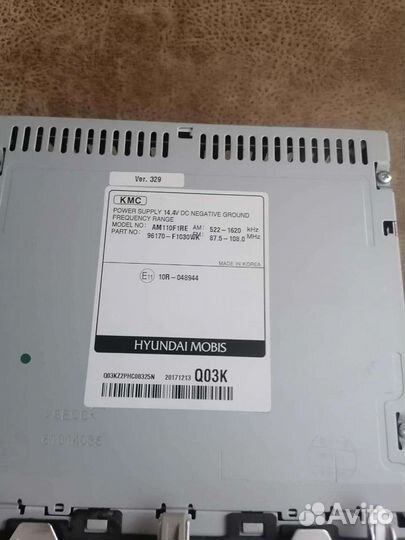 Ver. 329
KMC
POWER SUPPLY 14.4V DC NEGATIVE GROUND
FREQUENCY RANGE
MODEL NO: AM110F1RE AM: 522-1620 kHz
PART NO: 96170-F1030WK FM: 87.5-108.0 MHz
MADE IN KOREA
E11 10R-048944
HYUNDAI MOBIS
Q03KZ2PHC00325N 20171213 Q03K
Avito